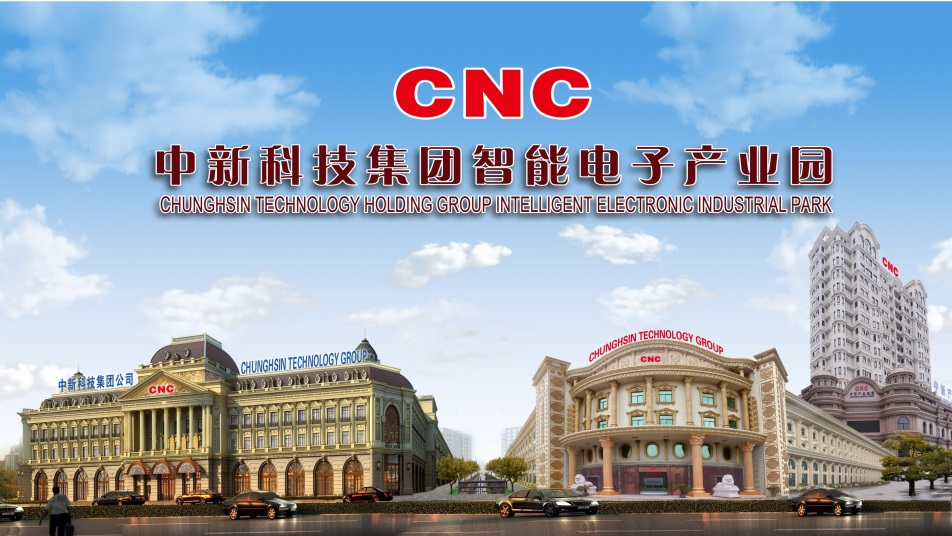 CNC
中新科技集团智能电子产业园
CHUNGHSIN TECHNOLOGY HOLDING GROUP INTELLIGENT ELECTRONIC INDUSTRIAL PARK
CNC
中新科技集团公司
CHUNGHSIN TECHNOLOGY GROUP
CNC
CHUNGHSIN TECHNOLOGY GROUP
CNC
CNC